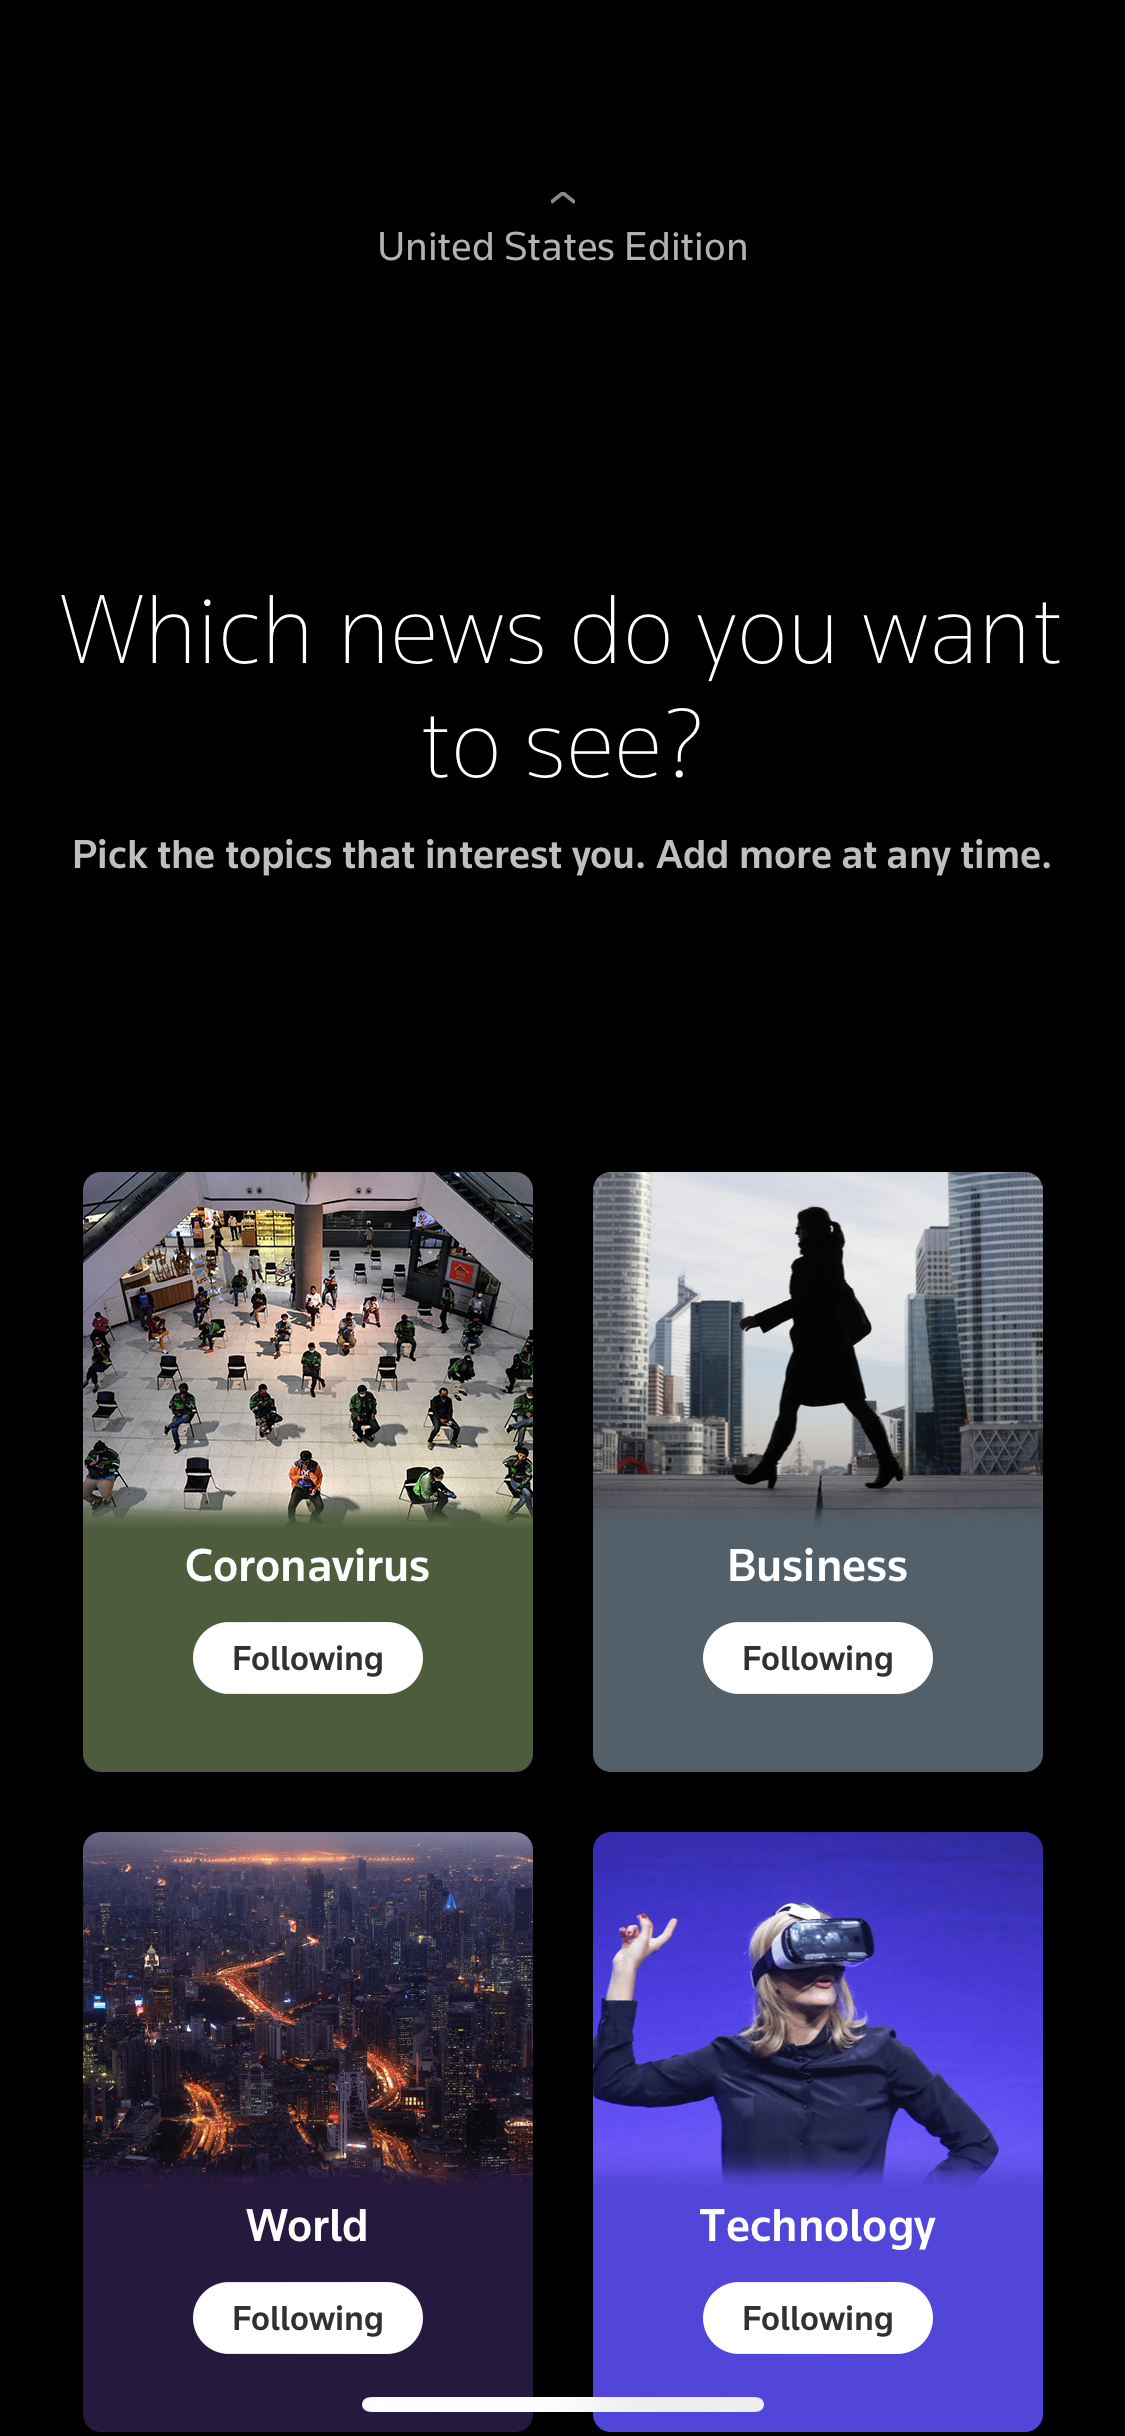 United States Edition
Which news do you want
to see?
Pick the topics that interest you. Add more at any time.
Coronavirus
Following
Business
Following
World
Following
Technology
Following